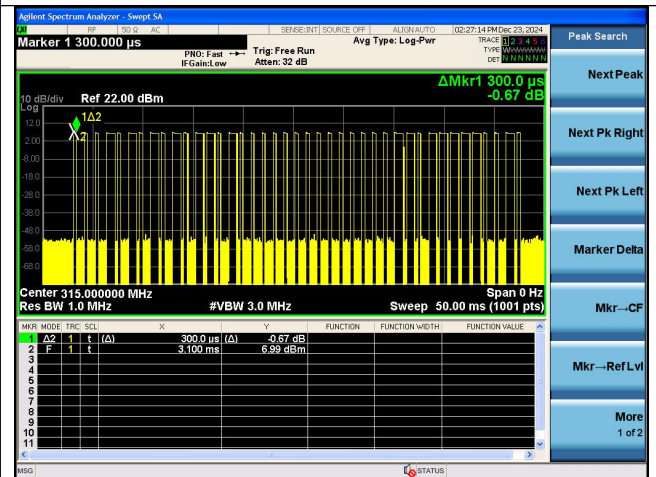 Agilent Spectrum Analyzer - Swept SA
LXI RF 50 Ω AC SENSE:INT SOURCE OFF ALIGN AUTO 02:27:14 PM Dec 23, 2024
Marker 1 300.000 µs
PNO: Fast
IFGain:Low
Trig: Free Run
Atten: 32 dB
Avg Type: Log-Pwr
TRACE 1 2 3 4 5 6
TYPE WWWWWW
DET N N N N N N
ΔMkr1 300.0 µs
-0.67 dB
10 dB/div Ref 22.00 dBm
Log
12.0
2.00
-8.00
-18.0
-28.0
-38.0
-48.0
-58.0
-68.0
1Δ2
X2
Center 315.000000 MHz Span 0 Hz
Res BW 1.0 MHz #VBW 3.0 MHz Sweep 50.00 ms (1001 pts)
MKR MODE TRC SCL X Y FUNCTION FUNCTION WIDTH FUNCTION VALUE
1 Δ2 1 t (Δ) 300.0 µs (Δ) -0.67 dB
2 F 1 t 3.100 ms 6.99 dBm
3
4
5
6
7
8
9
10
11
MSG STATUS
Peak Search
Next Peak
Next Pk Right
Next Pk Left
Marker Delta
Mkr→CF
Mkr→Ref Lvl
More
1 of 2